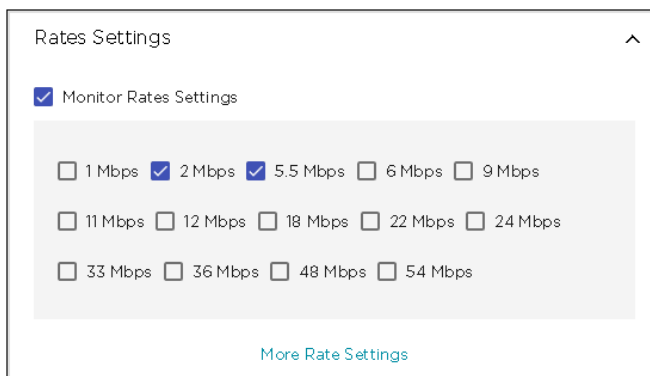 Rates Settings
Monitor Rates Settings
1 Mbps 2 Mbps 5.5 Mbps 6 Mbps 9 Mbps
11 Mbps 12 Mbps 18 Mbps 22 Mbps 24 Mbps
33 Mbps 36 Mbps 48 Mbps 54 Mbps
More Rate Settings